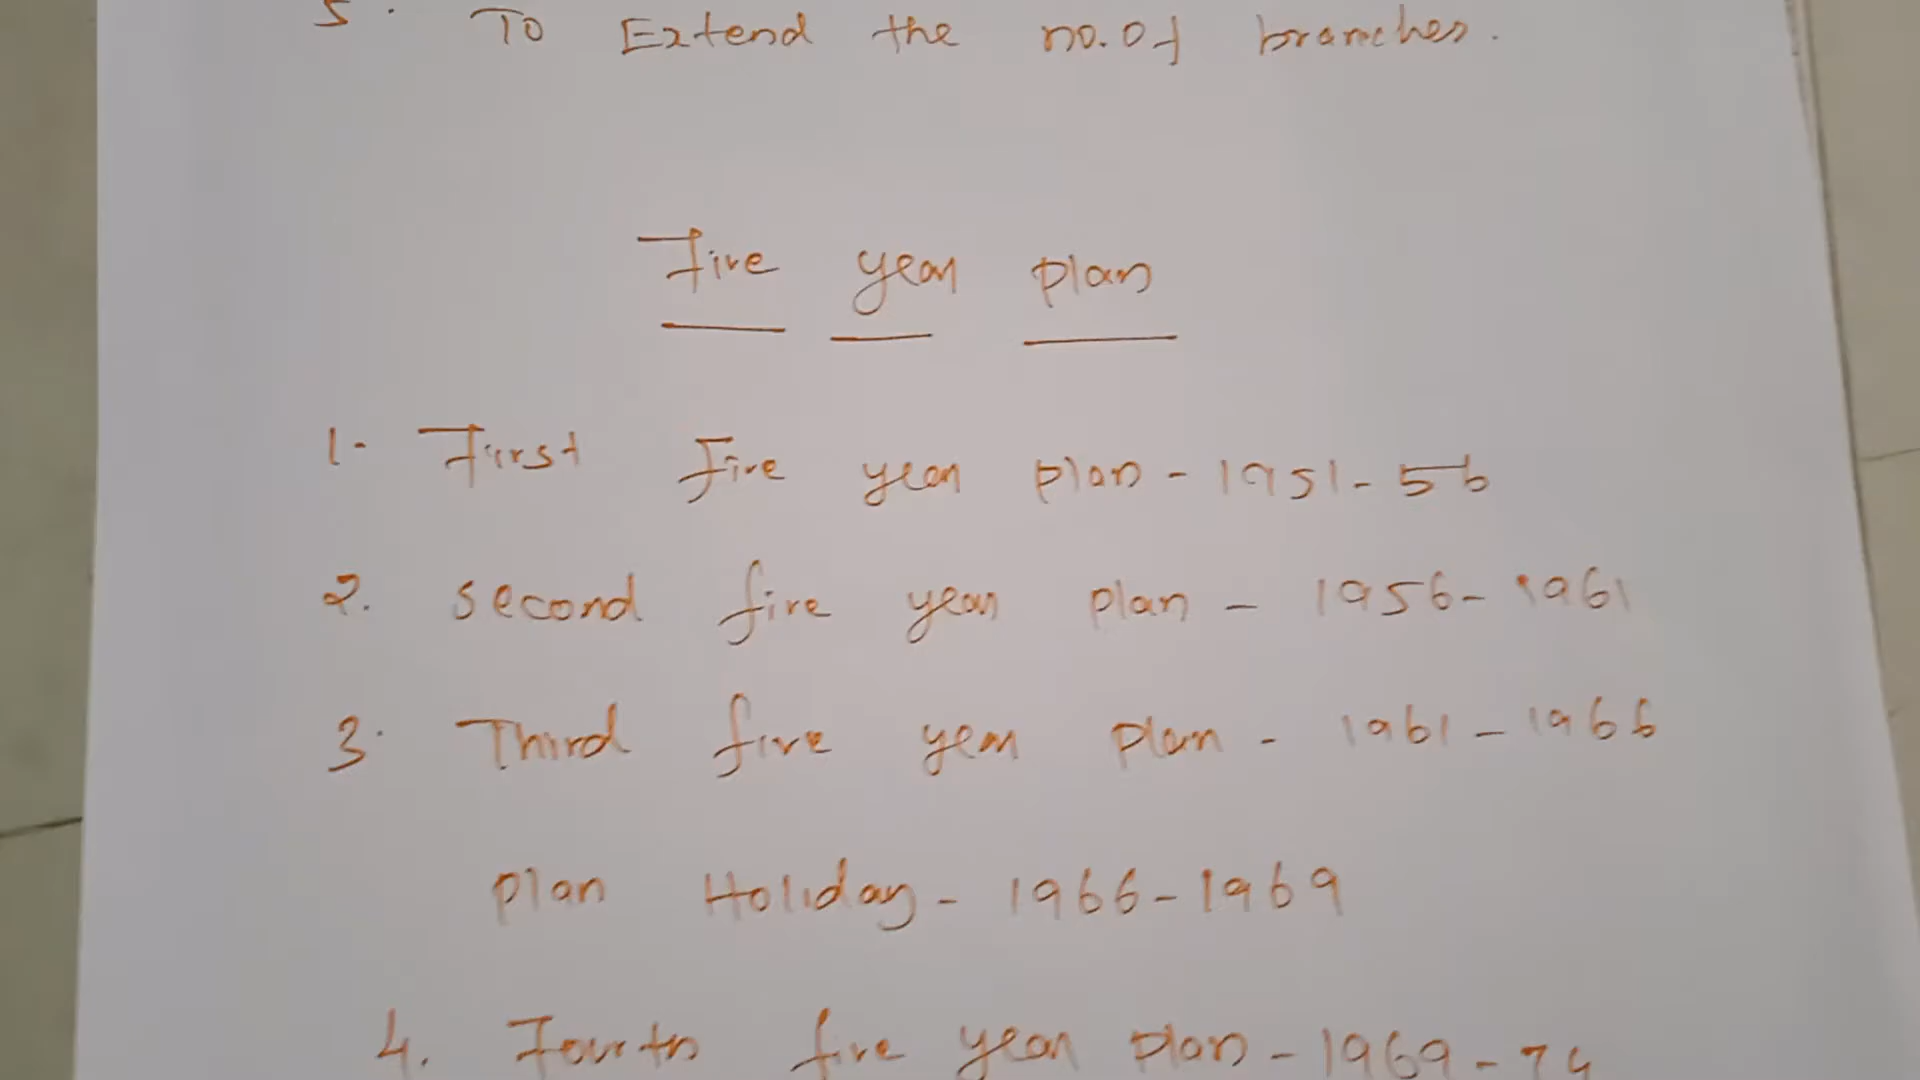 5. To Extend the no.of branches.
Five year plan
1. First Five year plan - 1951-56
2. Second five year plan - 1956-1961
3. Third five year plan - 1961-1966
plan Holiday - 1966-1969
4. Fourth five year plan - 1969-74